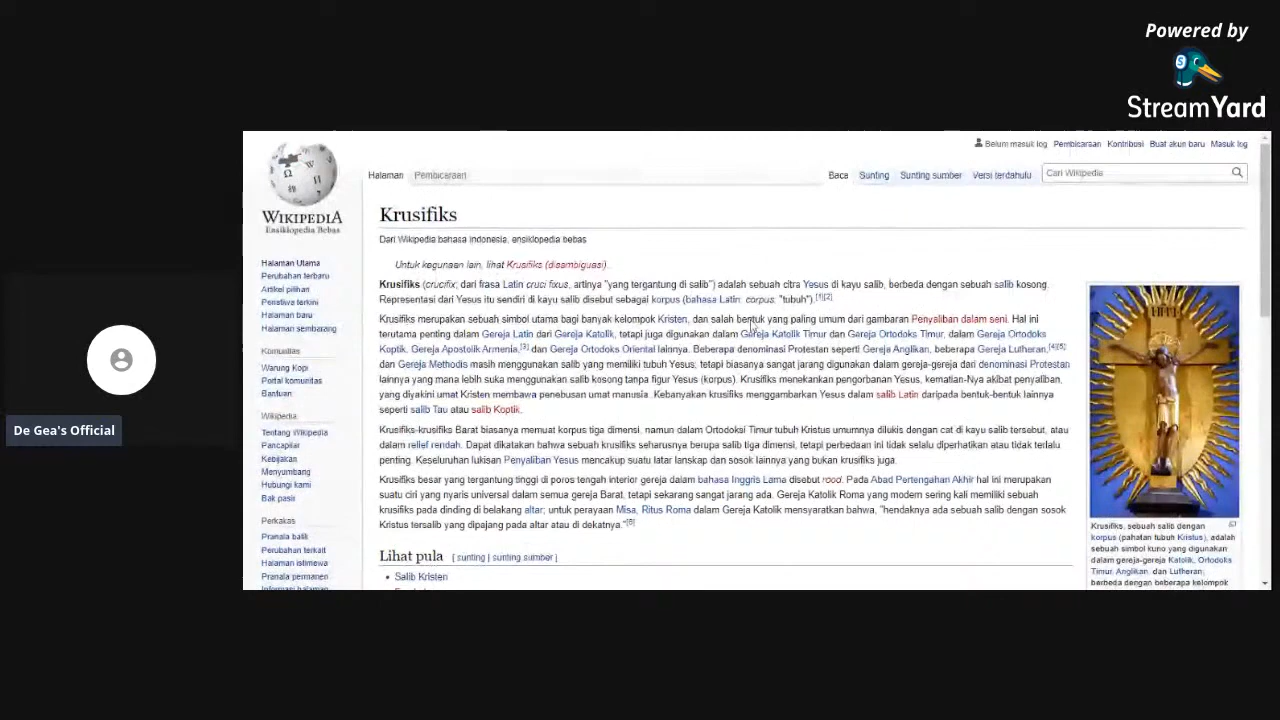 Powered by
StreamYard
De Gea's Official
WIKIPEDIA
Ensiklopedia Bebas
Belum masuk log Pembicaraan Kontribusi Buat akun baru Masuk log
Halaman Pembicaraan Baca Sunting Sunting sumber Versi terdahulu Cari Wikipedia
Halaman Utama
Perubahan terbaru
Artikel pilihan
Peristiwa terkini
Halaman baru
Halaman sembarang
Komunitas
Warung Kopi
Portal komunitas
Bantuan
Wikipedia
Tentang Wikipedia
Pancapilar
Kebijakan
Menyumbang
Hubungi kami
Bak pasir
Perkakas
Pranala balik
Perubahan terkait
Halaman istimewa
Pranala permanen
Informasi halaman
Krusifiks
Dari Wikipedia bahasa Indonesia, ensiklopedia bebas
Untuk kegunaan lain, lihat Krusifiks (disambiguasi).
Krusifiks (crucifix; dari frasa Latin cruci fixus, artinya "yang tergantung di salib") adalah sebuah citra Yesus di kayu salib, berbeda dengan sebuah salib kosong.
Representasi dari Yesus itu sendiri di kayu salib disebut sebagai korpus (bahasa Latin: corpus, "tubuh").[1][2]
Krusifiks merupakan sebuah simbol utama bagi banyak kelompok Kristen, dan salah bentuk yang paling umum dari gambaran Penyaliban dalam seni. Hal ini
terutama penting dalam Gereja Latin dari Gereja Katolik, tetapi juga digunakan dalam Gereja Katolik Timur dan Gereja Ortodoks Timur, dalam Gereja Ortodoks
Koptik, Gereja Apostolik Armenia,[3] dan Gereja Ortodoks Oriental lainnya. Beberapa denominasi Protestan seperti Gereja Anglikan, beberapa Gereja Lutheran,[4][5]
dan Gereja Methodis masih menggunakan salib yang memiliki tubuh Yesus; tetapi biasanya sangat jarang digunakan dalam gereja-gereja dari denominasi Protestan
lainnya yang mana lebih suka menggunakan salib kosong tanpa figur Yesus (korpus). Krusifiks menekankan pengorbanan Yesus, kematian-Nya akibat penyaliban,
yang diyakini umat Kristen membawa penebusan umat manusia. Kebanyakan krusifiks menggambarkan Yesus dalam salib Latin daripada bentuk-bentuk lainnya
seperti salib Tau atau salib Koptik.
Krusifiks-krusifiks Barat biasanya memuat korpus tiga dimensi, namun dalam Ortodoksi Timur tubuh Kristus umumnya dilukis dengan cat di kayu salib tersebut, atau
dalam relief rendah. Dapat dikatakan bahwa sebuah krusifiks seharusnya berupa salib tiga dimensi, tetapi perbedaan ini tidak selalu diperhatikan atau tidak terlalu
penting. Keseluruhan lukisan Penyaliban Yesus mencakup suatu latar lanskap dan sosok lainnya yang bukan krusifiks juga.
Krusifiks besar yang tergantung tinggi di poros tengah interior gereja dalam bahasa Inggris Lama disebut rood. Pada Abad Pertengahan Akhir hal ini merupakan
suatu ciri yang nyaris universal dalam semua gereja Barat, tetapi sekarang sangat jarang ada. Gereja Katolik Roma yang modern sering kali memiliki sebuah
krusifiks pada dinding di belakang altar; untuk perayaan Misa, Ritus Roma dalam Gereja Katolik mensyaratkan bahwa, "hendaknya ada sebuah salib dengan sosok
Kristus tersalib yang dipajang pada altar atau di dekatnya."[6]
Lihat pula [ sunting | sunting sumber ]
Salib Kristen
Krusifiks, sebuah salib dengan
korpus (pahatan tubuh Kristus), adalah
sebuah simbol kuno yang digunakan
dalam gereja-gereja Katolik, Ortodoks
Timur, Anglikan, dan Lutheran,
berbeda dengan beberapa kelompok